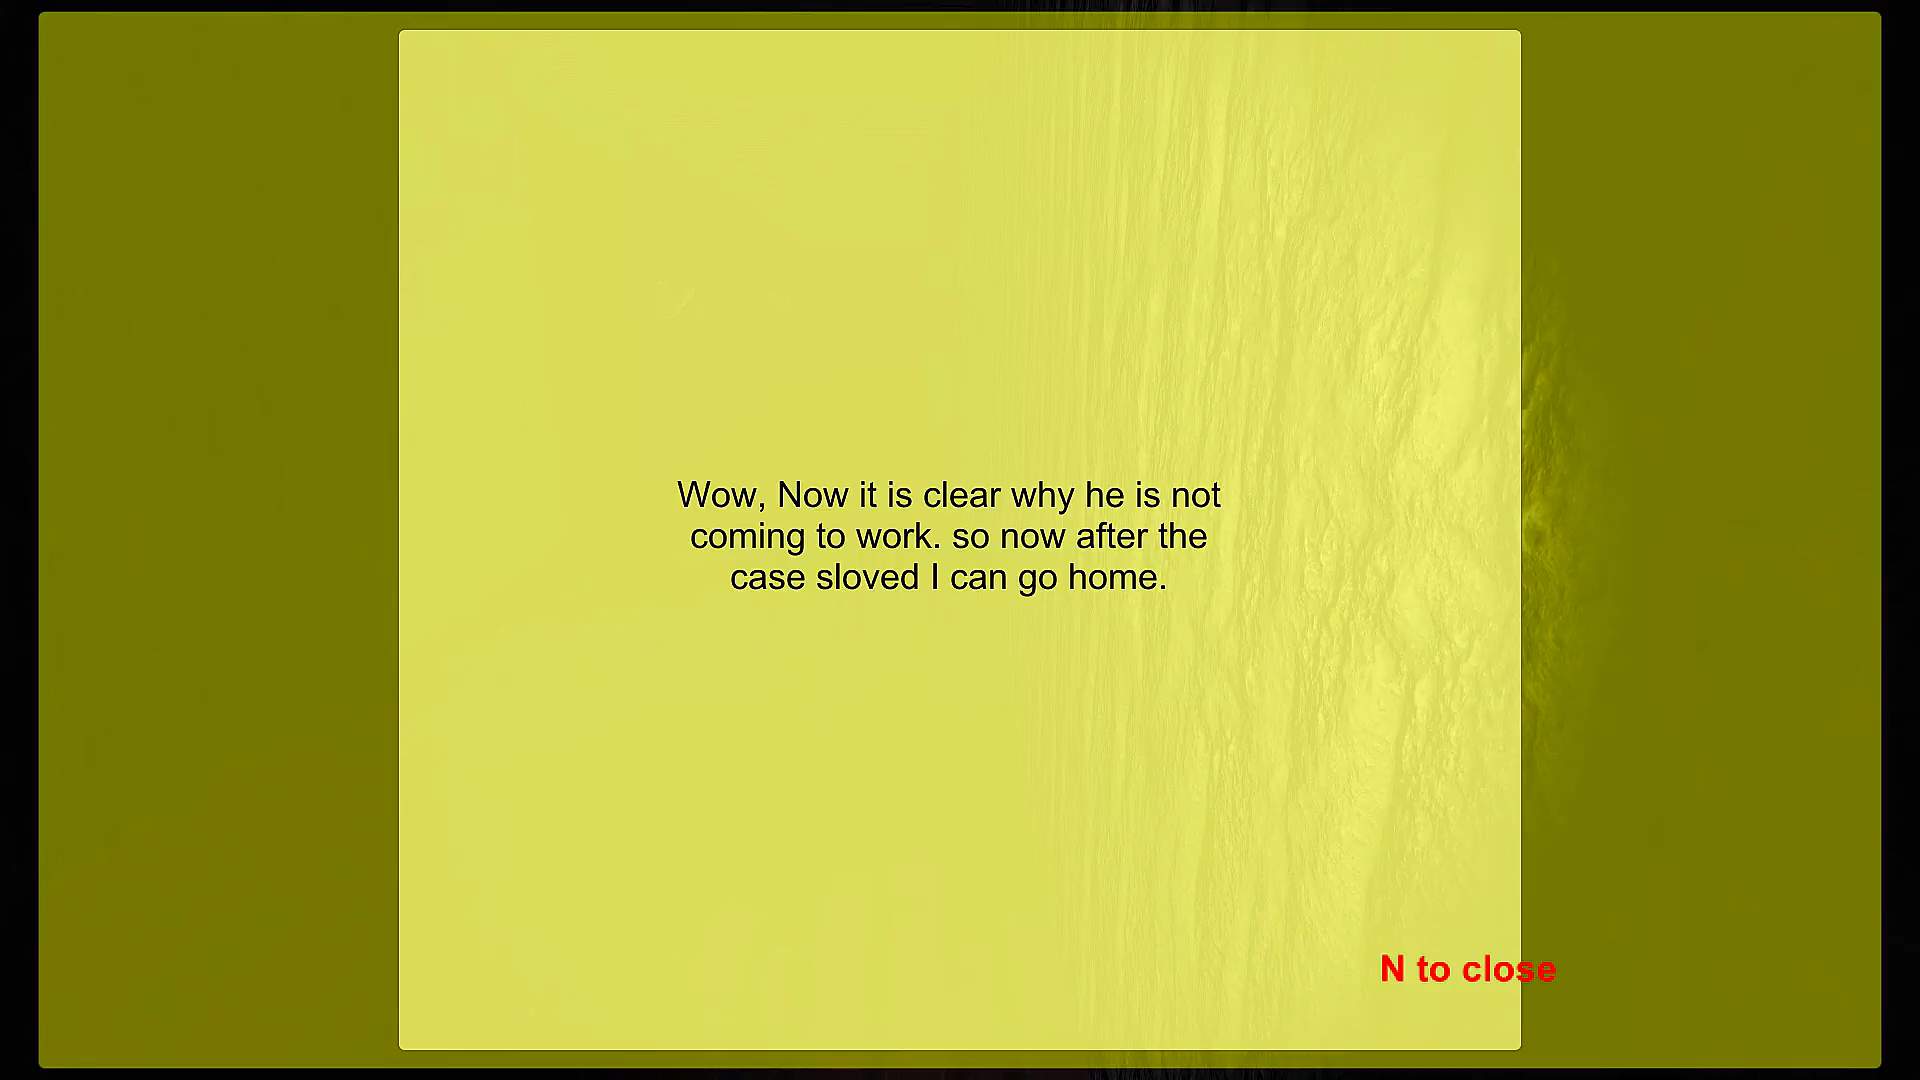 Wow, Now it is clear why he is not
coming to work. so now after the
case sloved I can go home.
N to close